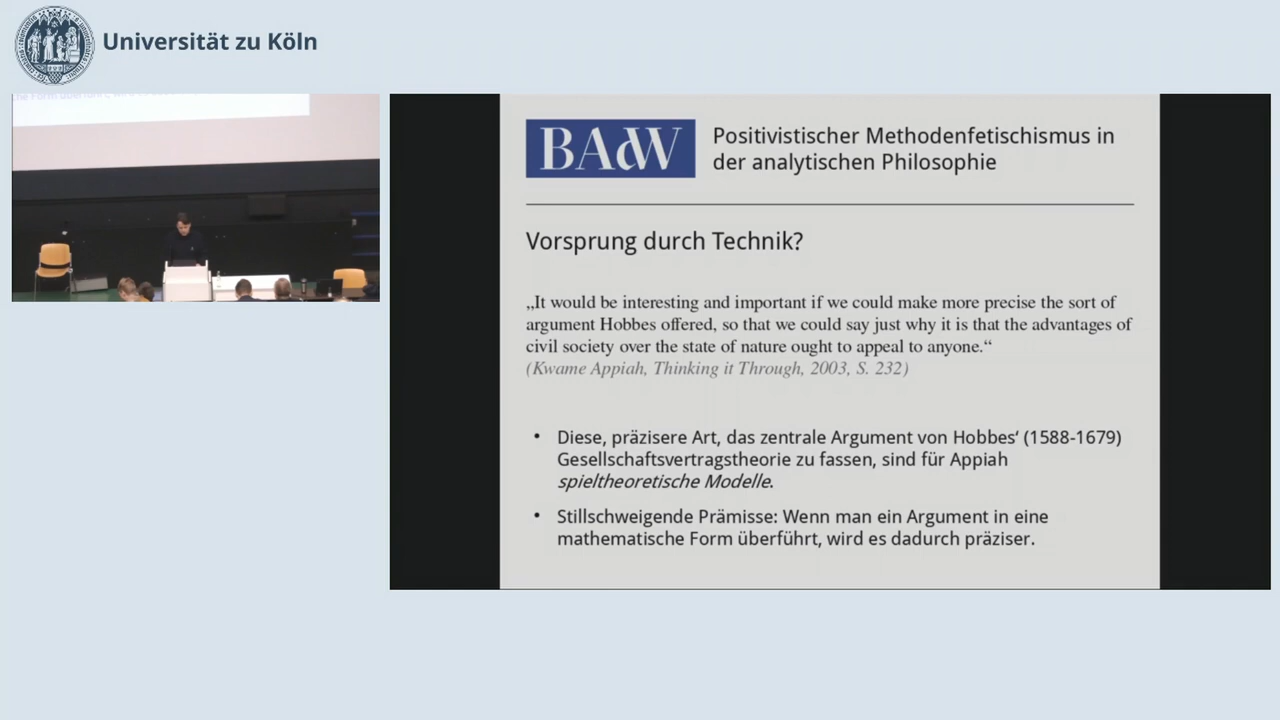 Universität zu Köln
BAdW
Positivistischer Methodenfetischismus in
der analytischen Philosophie
Vorsprung durch Technik?
„It would be interesting and important if we could make more precise the sort of
argument Hobbes offered, so that we could say just why it is that the advantages of
civil society over the state of nature ought to appeal to anyone.“
(Kwame Appiah, Thinking it Through, 2003, S. 232)
• Diese, präzisere Art, das zentrale Argument von Hobbes‘ (1588-1679)
Gesellschaftsvertragstheorie zu fassen, sind für Appiah
spieltheoretische Modelle.
• Stillschweigende Prämisse: Wenn man ein Argument in eine
mathematische Form überführt, wird es dadurch präziser.